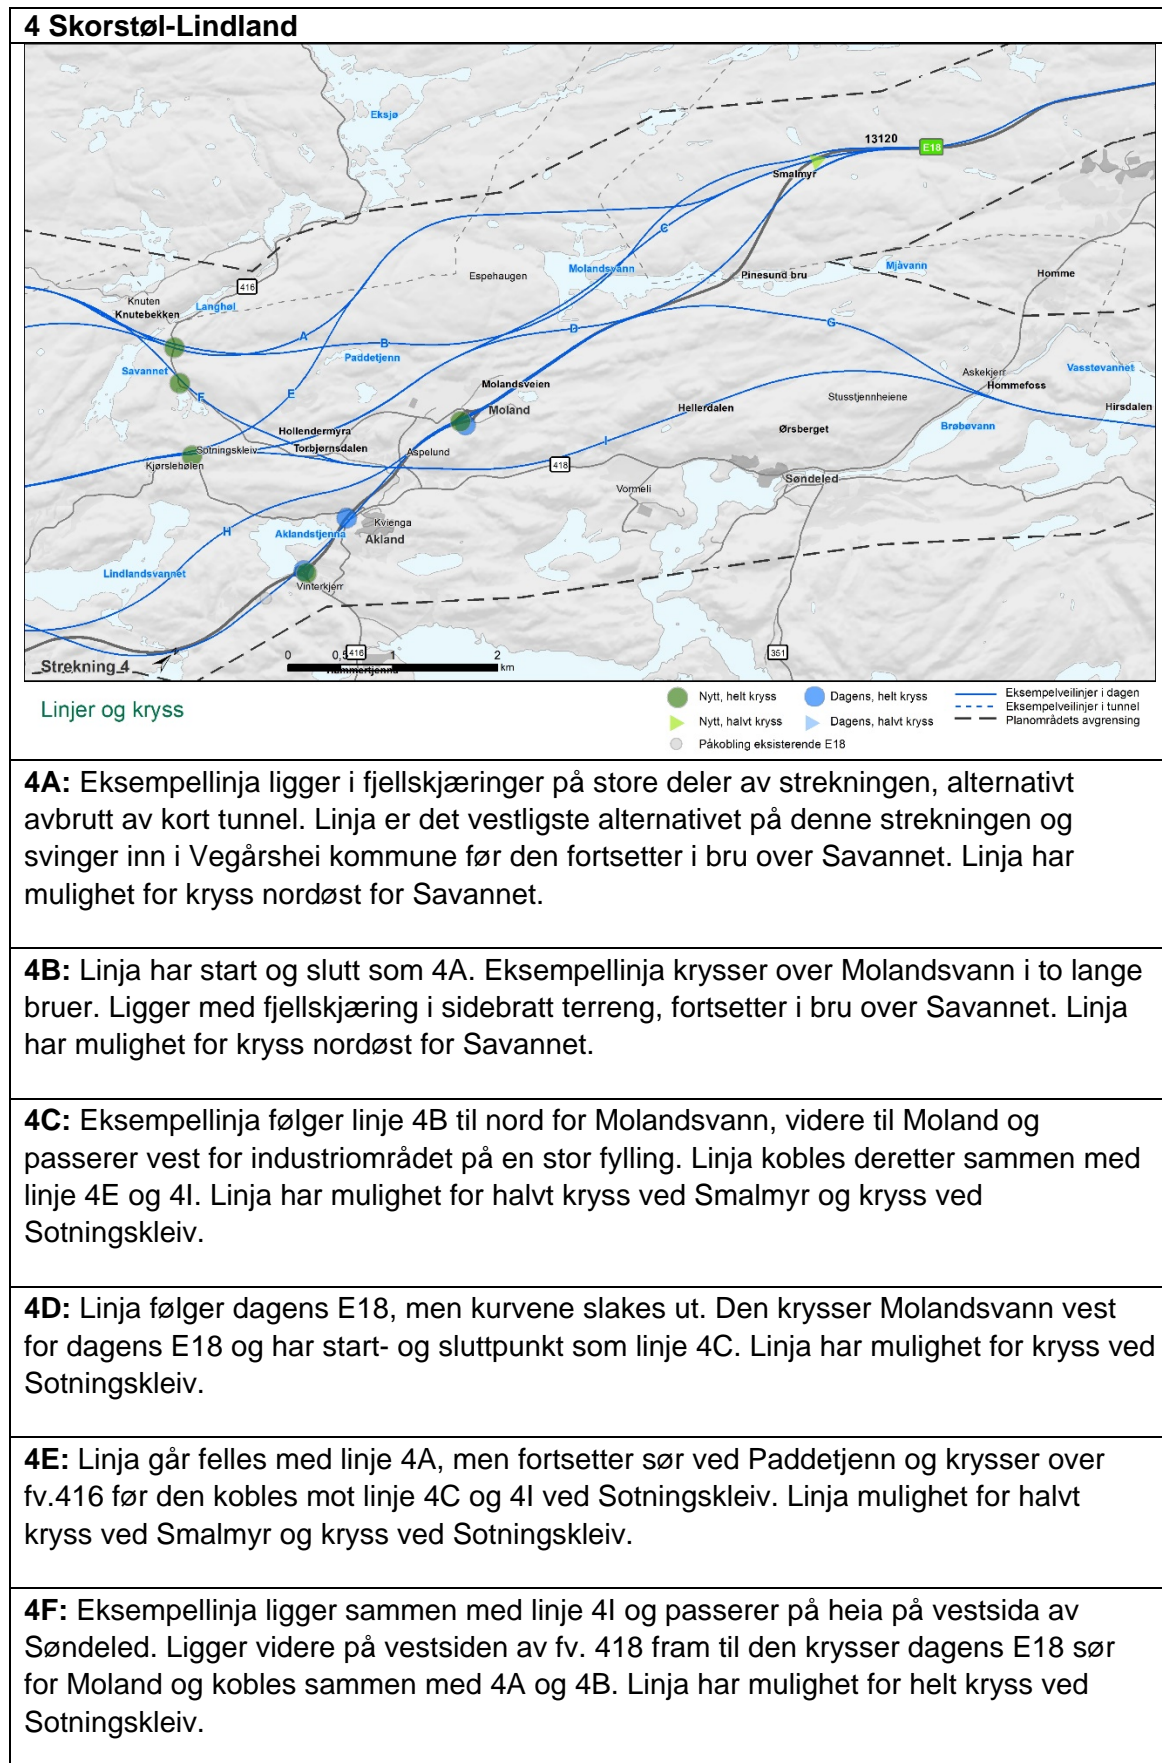 4 Skorstøl-Lindland
Eksjø
13120
E18
Smalmyr
C
Espehaugen
Molandsvann
Pinesund bru
Mjåvann
Homme
416
Knuten
Knutebekken
Langhøl
A
B
D
G
Paddetjenn
Savannet
F
E
Molandsveien
Moland
Askekjerr
Hommefoss
Vasstøvannet
Stusstjennheiene
Hellerdalen
Hirsdalen
Brøbøvann
Ørsberget
Hollendermyra
Torbjørnsdalen
Aspelund
I
Sotningskleiv
Kjørslebølen
418
Søndeled
Vormeli
H
Aklandstjenna
Kvienga
Akland
Lindlandsvannet
Vinterkjerr
Strekning 4
0 0,5 1 2
km
416
Hammertjenna
351
Linjer og kryss
Nytt, helt kryss Dagens, helt kryss Eksempelveilinjer i dagen
Eksempelveilinjer i tunnel
Nytt, halvt kryss Dagens, halvt kryss Planområdets avgrensing
Påkobling eksisterende E18
4A: Eksempellinja ligger i fjellskjæringer på store deler av strekningen, alternativt
avbrutt av kort tunnel. Linja er det vestligste alternativet på denne strekningen og
svinger inn i Vegårshei kommune før den fortsetter i bru over Savannet. Linja har
mulighet for kryss nordøst for Savannet.
4B: Linja har start og slutt som 4A. Eksempellinja krysser over Molandsvann i to lange
bruer. Ligger med fjellskjæring i sidebratt terreng, fortsetter i bru over Savannet. Linja
har mulighet for kryss nordøst for Savannet.
4C: Eksempellinja følger linje 4B til nord for Molandsvann, videre til Moland og
passerer vest for industriområdet på en stor fylling. Linja kobles deretter sammen med
linje 4E og 4I. Linja har mulighet for halvt kryss ved Smalmyr og kryss ved
Sotningskleiv.
4D: Linja følger dagens E18, men kurvene slakes ut. Den krysser Molandsvann vest
for dagens E18 og har start- og sluttpunkt som linje 4C. Linja har mulighet for kryss ved
Sotningskleiv.
4E: Linja går felles med linje 4A, men fortsetter sør ved Paddetjenn og krysser over
fv.416 før den kobles mot linje 4C og 4I ved Sotningskleiv. Linja mulighet for halvt
kryss ved Smalmyr og kryss ved Sotningskleiv.
4F: Eksempellinja ligger sammen med linje 4I og passerer på heia på vestsida av
Søndeled. Ligger videre på vestsiden av fv. 418 fram til den krysser dagens E18 sør
for Moland og kobles sammen med 4A og 4B. Linja har mulighet for helt kryss ved
Sotningskleiv.